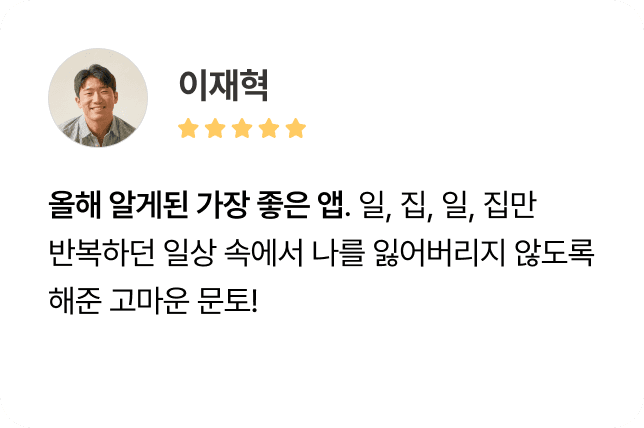 이재혁
올해 알게된 가장 좋은 앱. 일, 집, 일, 집만
반복하던 일상 속에서 나를 잃어버리지 않도록
해준 고마운 문토!